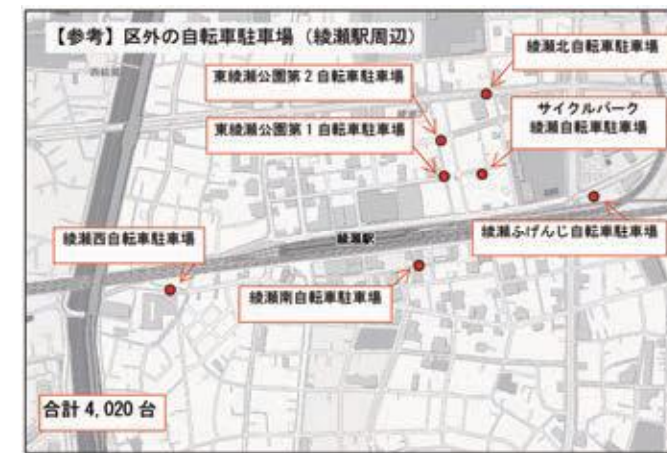 【参考】区外の自転車駐車場（綾瀬駅周辺）
綾瀬北自転車駐車場
東綾瀬公園第２自転車駐車場
サイクルパーク
綾瀬自転車駐車場
東綾瀬公園第１自転車駐車場
綾瀬西自転車駐車場
綾瀬駅
綾瀬ふげんじ自転車駐車場
綾瀬南自転車駐車場
合計 4,020 台